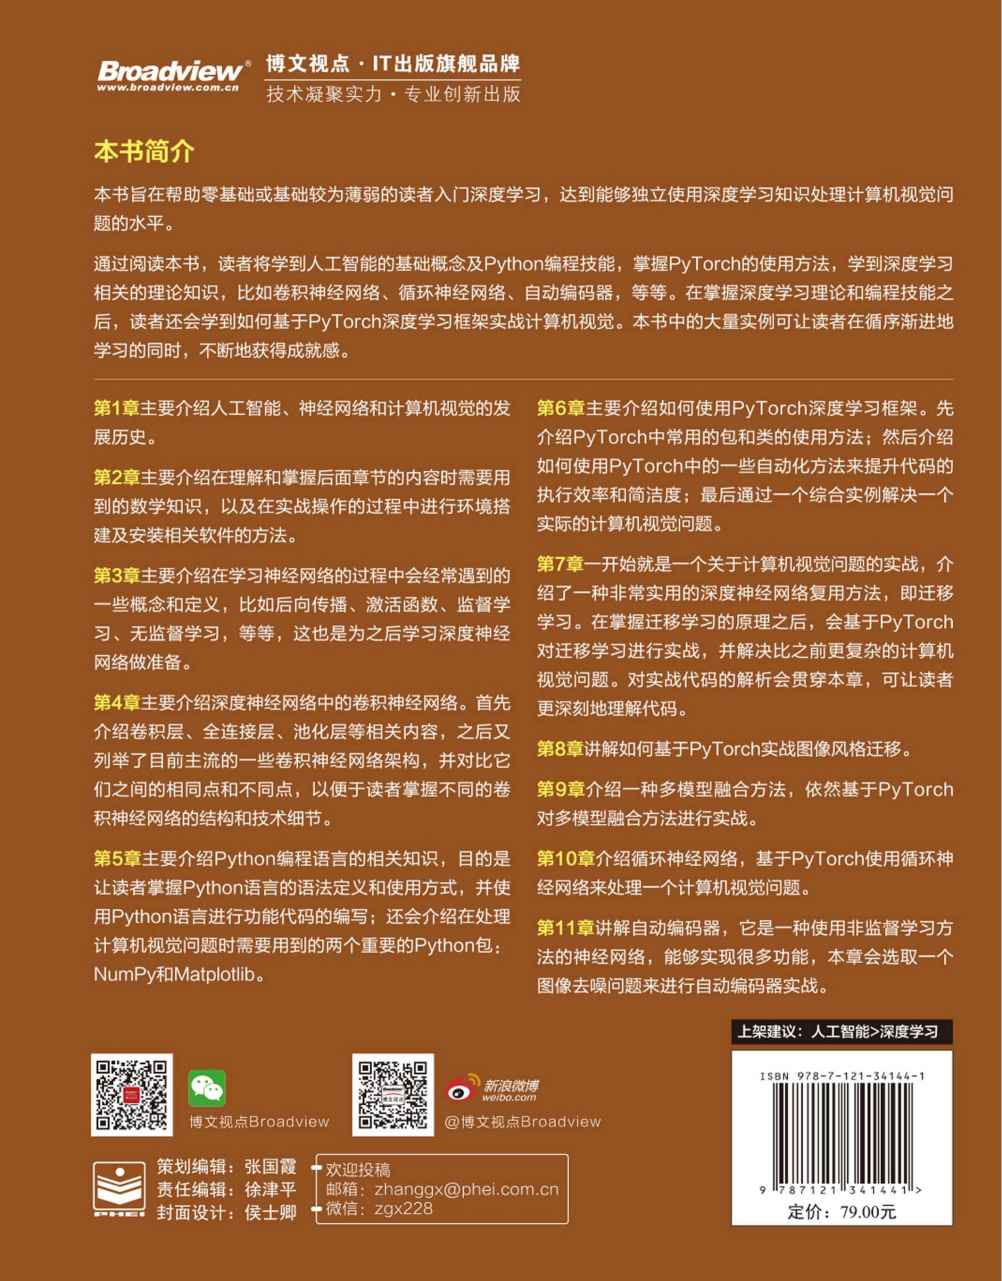 Broadview®
www.broadview.com.cn
博文视点·IT出版旗舰品牌
技术凝聚实力·专业创新出版
本书简介
本书旨在帮助零基础或基础较为薄弱的读者入门深度学习，达到能够独立使用深度学习知识处理计算机视觉问
题的水平。
通过阅读本书，读者将学到人工智能的基础概念及Python编程技能，掌握PyTorch的使用方法，学到深度学习
相关的理论知识，比如卷积神经网络、循环神经网络、自动编码器，等等。在掌握深度学习理论和编程技能之
后，读者还会学到如何基于PyTorch深度学习框架实战计算机视觉。本书中的大量实例可让读者在循序渐进地
学习的同时，不断地获得成就感。
第1章主要介绍人工智能、神经网络和计算机视觉的发
展历史。
第2章主要介绍在理解和掌握后面章节的内容时需要用
到的数学知识，以及在实战操作的过程中进行环境搭
建及安装相关软件的方法。
第3章主要介绍在学习神经网络的过程中会经常遇到的
一些概念和定义，比如后向传播、激活函数、监督学
习、无监督学习，等等，这也是为之后学习深度神经
网络做准备。
第4章主要介绍深度神经网络中的卷积神经网络。首先
介绍卷积层、全连接层、池化层等相关内容，之后又
列举了目前主流的一些卷积神经网络架构，并对比它
们之间的相同点和不同点，以便于读者掌握不同的卷
积神经网络的结构和技术细节。
第5章主要介绍Python编程语言的相关知识，目的是
让读者掌握Python语言的语法定义和使用方式，并使
用Python语言进行功能代码的编写；还会介绍在处理
计算机视觉问题时需要用到的两个重要的Python包：
NumPy和Matplotlib。
第6章主要介绍如何使用PyTorch深度学习框架。先
介绍PyTorch中常用的包和类的使用方法；然后介绍
如何使用PyTorch中的一些自动化方法来提升代码的
执行效率和简洁度；最后通过一个综合实例解决一个
实际的计算机视觉问题。
第7章一开始就是一个关于计算机视觉问题的实战，介
绍了一种非常实用的深度神经网络复用方法，即迁移
学习。在掌握迁移学习的原理之后，会基于PyTorch
对迁移学习进行实战，并解决比之前更复杂的计算机
视觉问题。对实战代码的解析会贯穿本章，可让读者
更深刻地理解代码。
第8章讲解如何基于PyTorch实战图像风格迁移。
第9章介绍一种多模型融合方法，依然基于PyTorch
对多模型融合方法进行实战。
第10章介绍循环神经网络，基于PyTorch使用循环神
经网络来处理一个计算机视觉问题。
第11章讲解自动编码器，它是一种使用非监督学习方
法的神经网络，能够实现很多功能，本章会选取一个
图像去噪问题来进行自动编码器实战。
上架建议：人工智能>深度学习
ISBN 978-7-121-34144-1
9 787121 341441 >
定价：79.00元
博文视点Broadview
博文视点
新浪微博
weibo.com
@博文视点Broadview
PHEI
策划编辑：张国霞
责任编辑：徐津平
封面设计：侯士卿
欢迎投稿
邮箱：zhanggx@phei.com.cn
微信：zgx228